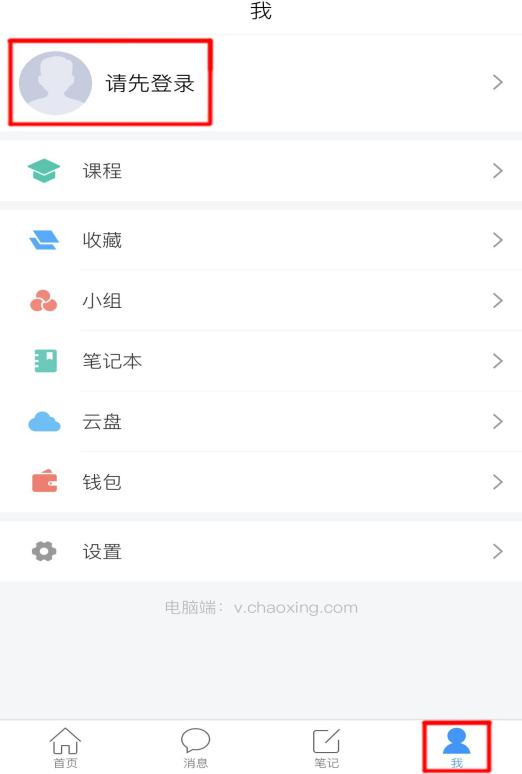 我
请先登录
课程
收藏
小组
笔记本
云盘
钱包
设置
电脑端：v.chaoxing.com
首页 消息 笔记 我